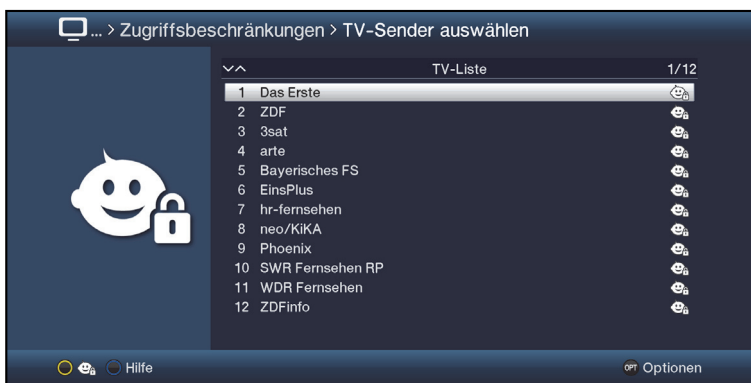 ... > Zugriffsbeschränkungen > TV-Sender auswählen
TV-Liste 1/12
1 Das Erste
2 ZDF
3 3sat
4 arte
5 Bayerisches FS
6 EinsPlus
7 hr-fernsehen
8 neo/KiKA
9 Phoenix
10 SWR Fernsehen RP
11 WDR Fernsehen
12 ZDFinfo
Hilfe OPT Optionen